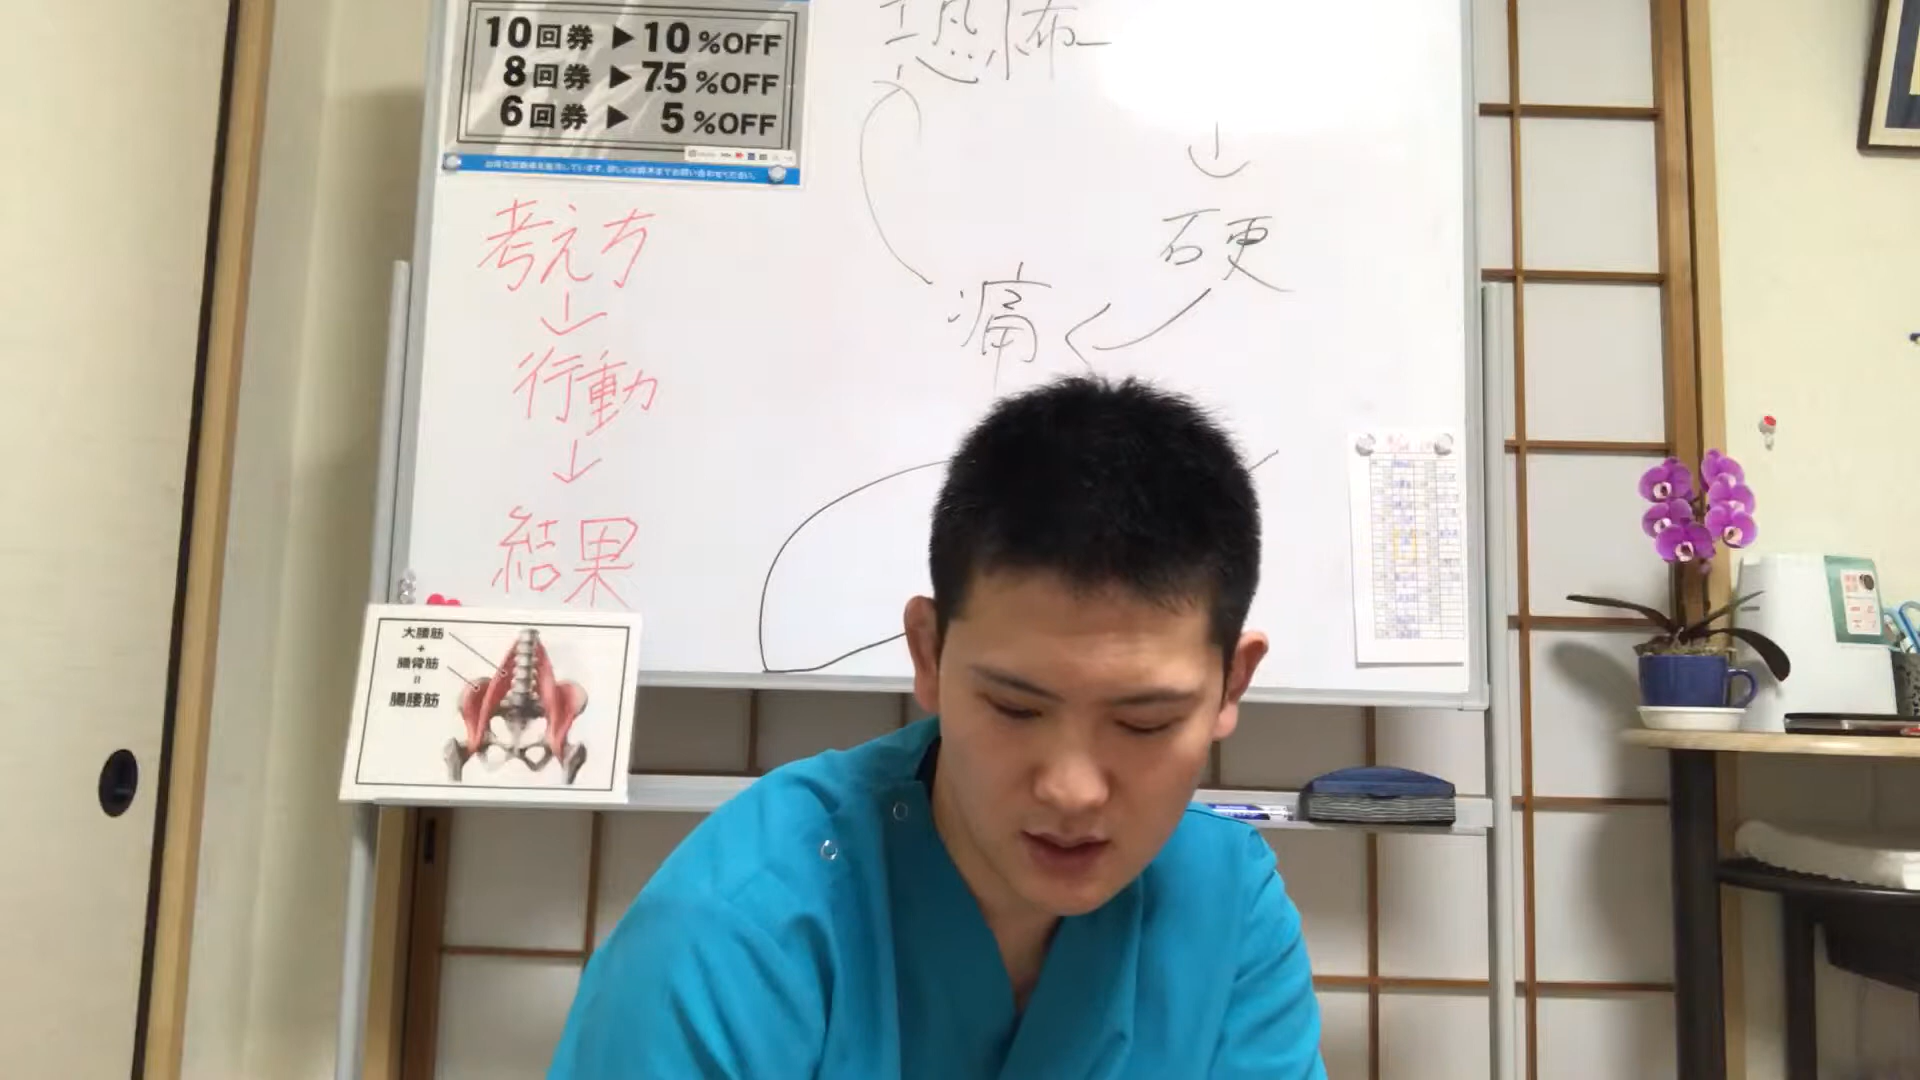 10回券 ▶ 10%OFF
8回券 ▶ 7.5%OFF
6回券 ▶ 5%OFF
恐怖
硬
痛
考え方
↓
行動
↓
結果
大腰筋
+
腸骨筋
=
腸腰筋